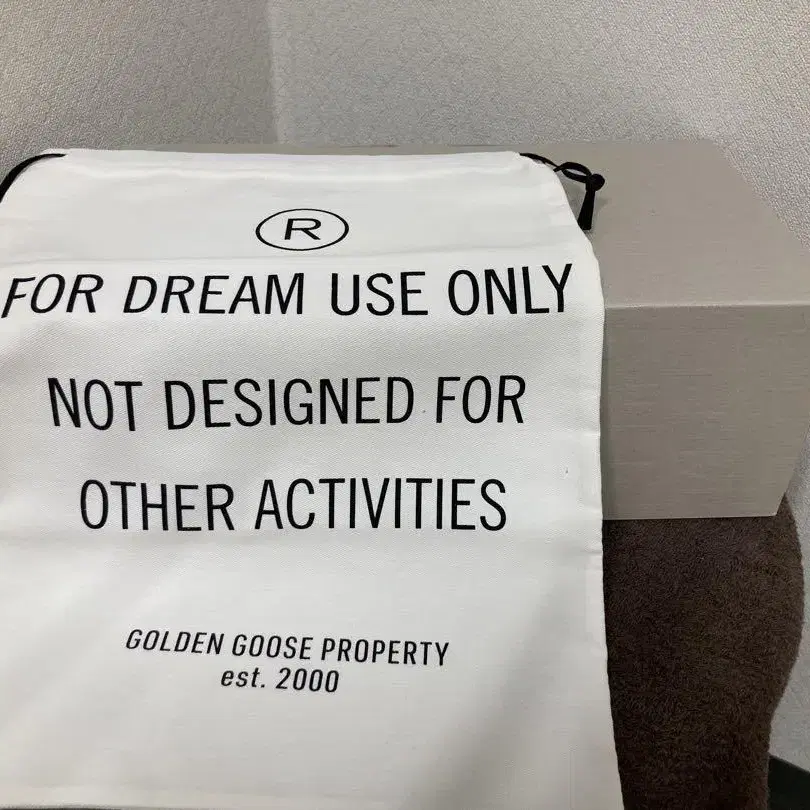 R
FOR DREAM USE ONLY
NOT DESIGNED FOR
OTHER ACTIVITIES
GOLDEN GOOSE PROPERTY
est. 2000